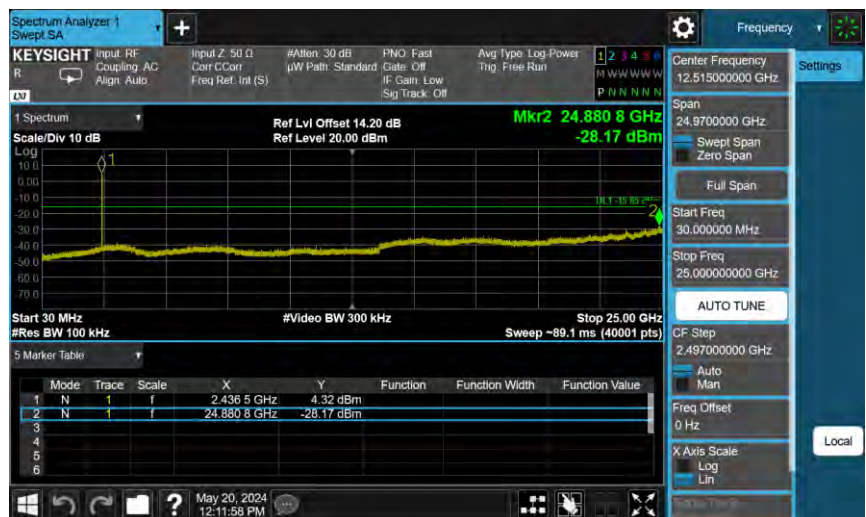 Spectrum Analyzer 1
Swept SA
+
Frequency
KEYSIGHT
R
LXI
Input: RF
Coupling: AC
Align: Auto
Input Z: 50 Ω
Corr CCorr
Freq Ref: Int (S)
#Atten: 30 dB
µW Path: Standard
PNO: Fast
Gate: Off
IF Gain: Low
Sig Track: Off
Avg Type: Log-Power
Trig: Free Run
1 2 3 4 5 6
M W W W W W
P N N N N N
Center Frequency
12.515000000 GHz
Settings
Span
24.9700000 GHz
Swept Span
Zero Span
Full Span
Start Freq
30.000000 MHz
Stop Freq
25.000000000 GHz
AUTO TUNE
CF Step
2.497000000 GHz
Auto
Man
Freq Offset
0 Hz
X Axis Scale
Log
Lin
Local
1 Spectrum
Scale/Div 10 dB
Ref Lvl Offset 14.20 dB
Ref Level 20.00 dBm
Mkr2 24.880 8 GHz
-28.17 dBm
Log
10.0
0.00
-10.0
-20.0
-30.0
-40.0
-50.0
-60.0
-70.0
1
2
Start 30 MHz
#Res BW 100 kHz
#Video BW 300 kHz
Stop 25.00 GHz
Sweep ~89.1 ms (40001 pts)
5 Marker Table
Mode Trace Scale X Y Function Function Width Function Value
1 N 1 f 2.436 5 GHz 4.32 dBm
2 N 1 f 24.880 8 GHz -28.17 dBm
3
4
5
6
?
May 20, 2024
12:11:58 PM